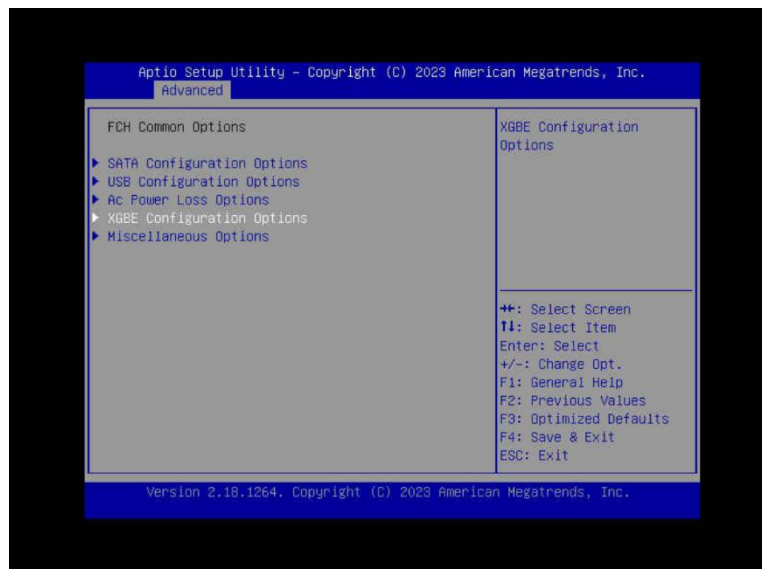 Aptio Setup Utility – Copyright (C) 2023 American Megatrends, Inc.
Advanced
FCH Common Options
SATA Configuration Options
USB Configuration Options
Ac Power Loss Options
XGBE Configuration Options
Miscellaneous Options
XGBE Configuration
Options
→←: Select Screen
↑↓: Select Item
Enter: Select
+/-: Change Opt.
F1: General Help
F2: Previous Values
F3: Optimized Defaults
F4: Save & Exit
ESC: Exit
Version 2.18.1264. Copyright (C) 2023 American Megatrends, Inc.